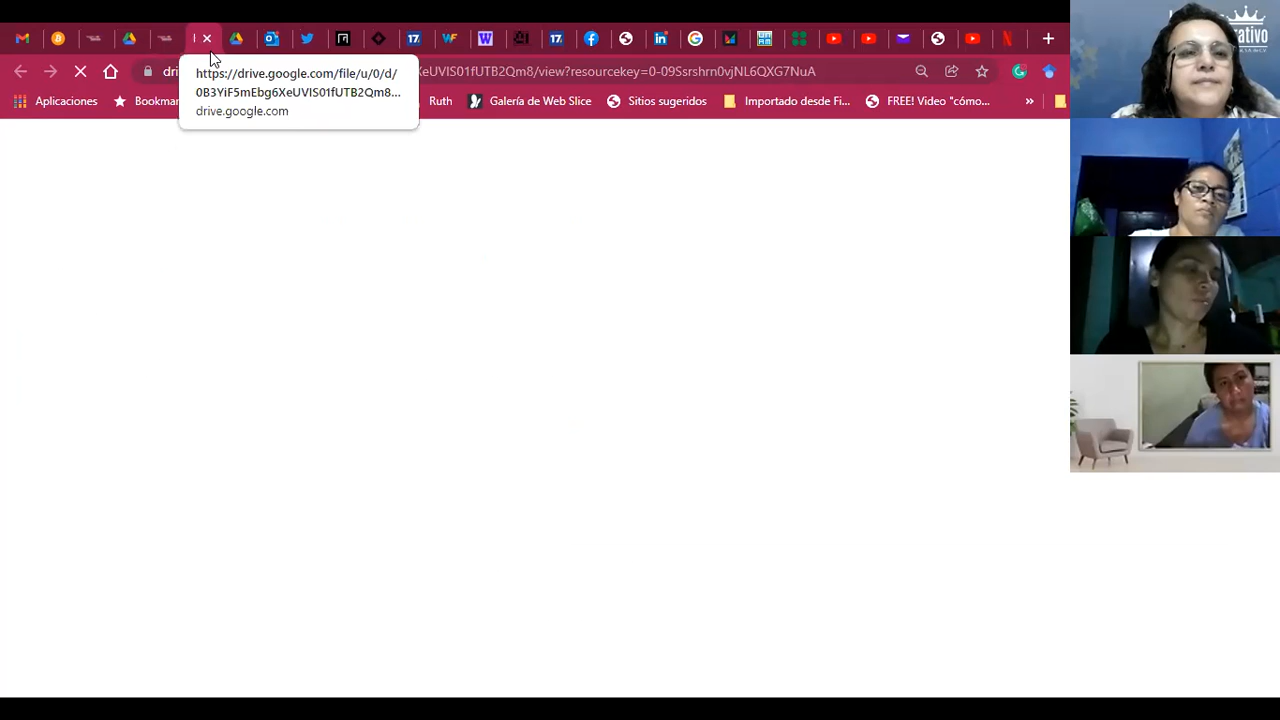 https://drive.google.com/file/u/0/d/
0B3YiF5mEbg6XeUVIS01fUTB2Qm8...
drive.google.com
XeUVIS01fUTB2Qm8/view?resourcekey=0-09Ssrshrn0vjNL6QXG7NuA
Aplicaciones
Bookmar
Ruth
Galería de Web Slice
Sitios sugeridos
Importado desde Fi...
FREE! Video "cómo...
»